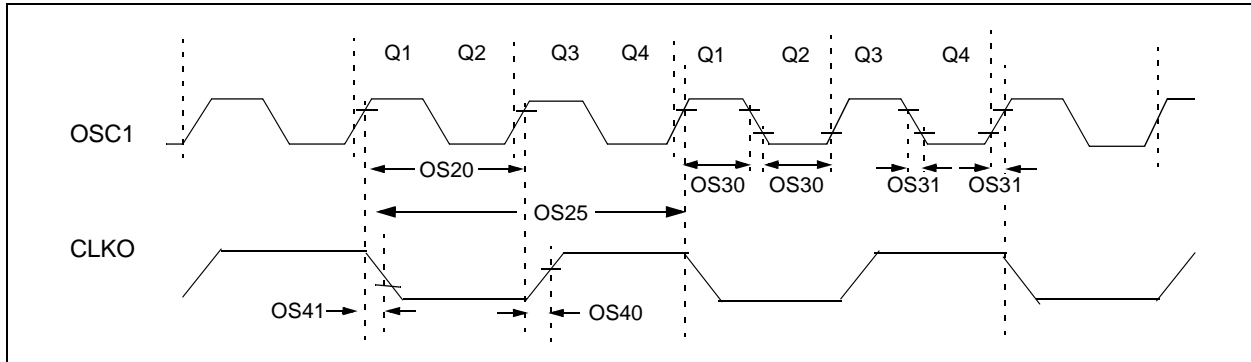 Q1 Q2 Q3 Q4 Q1 Q2 Q3 Q4
OSC1
OS20 OS30 OS30 OS31 OS31
OS25
CLKO
OS41 OS40